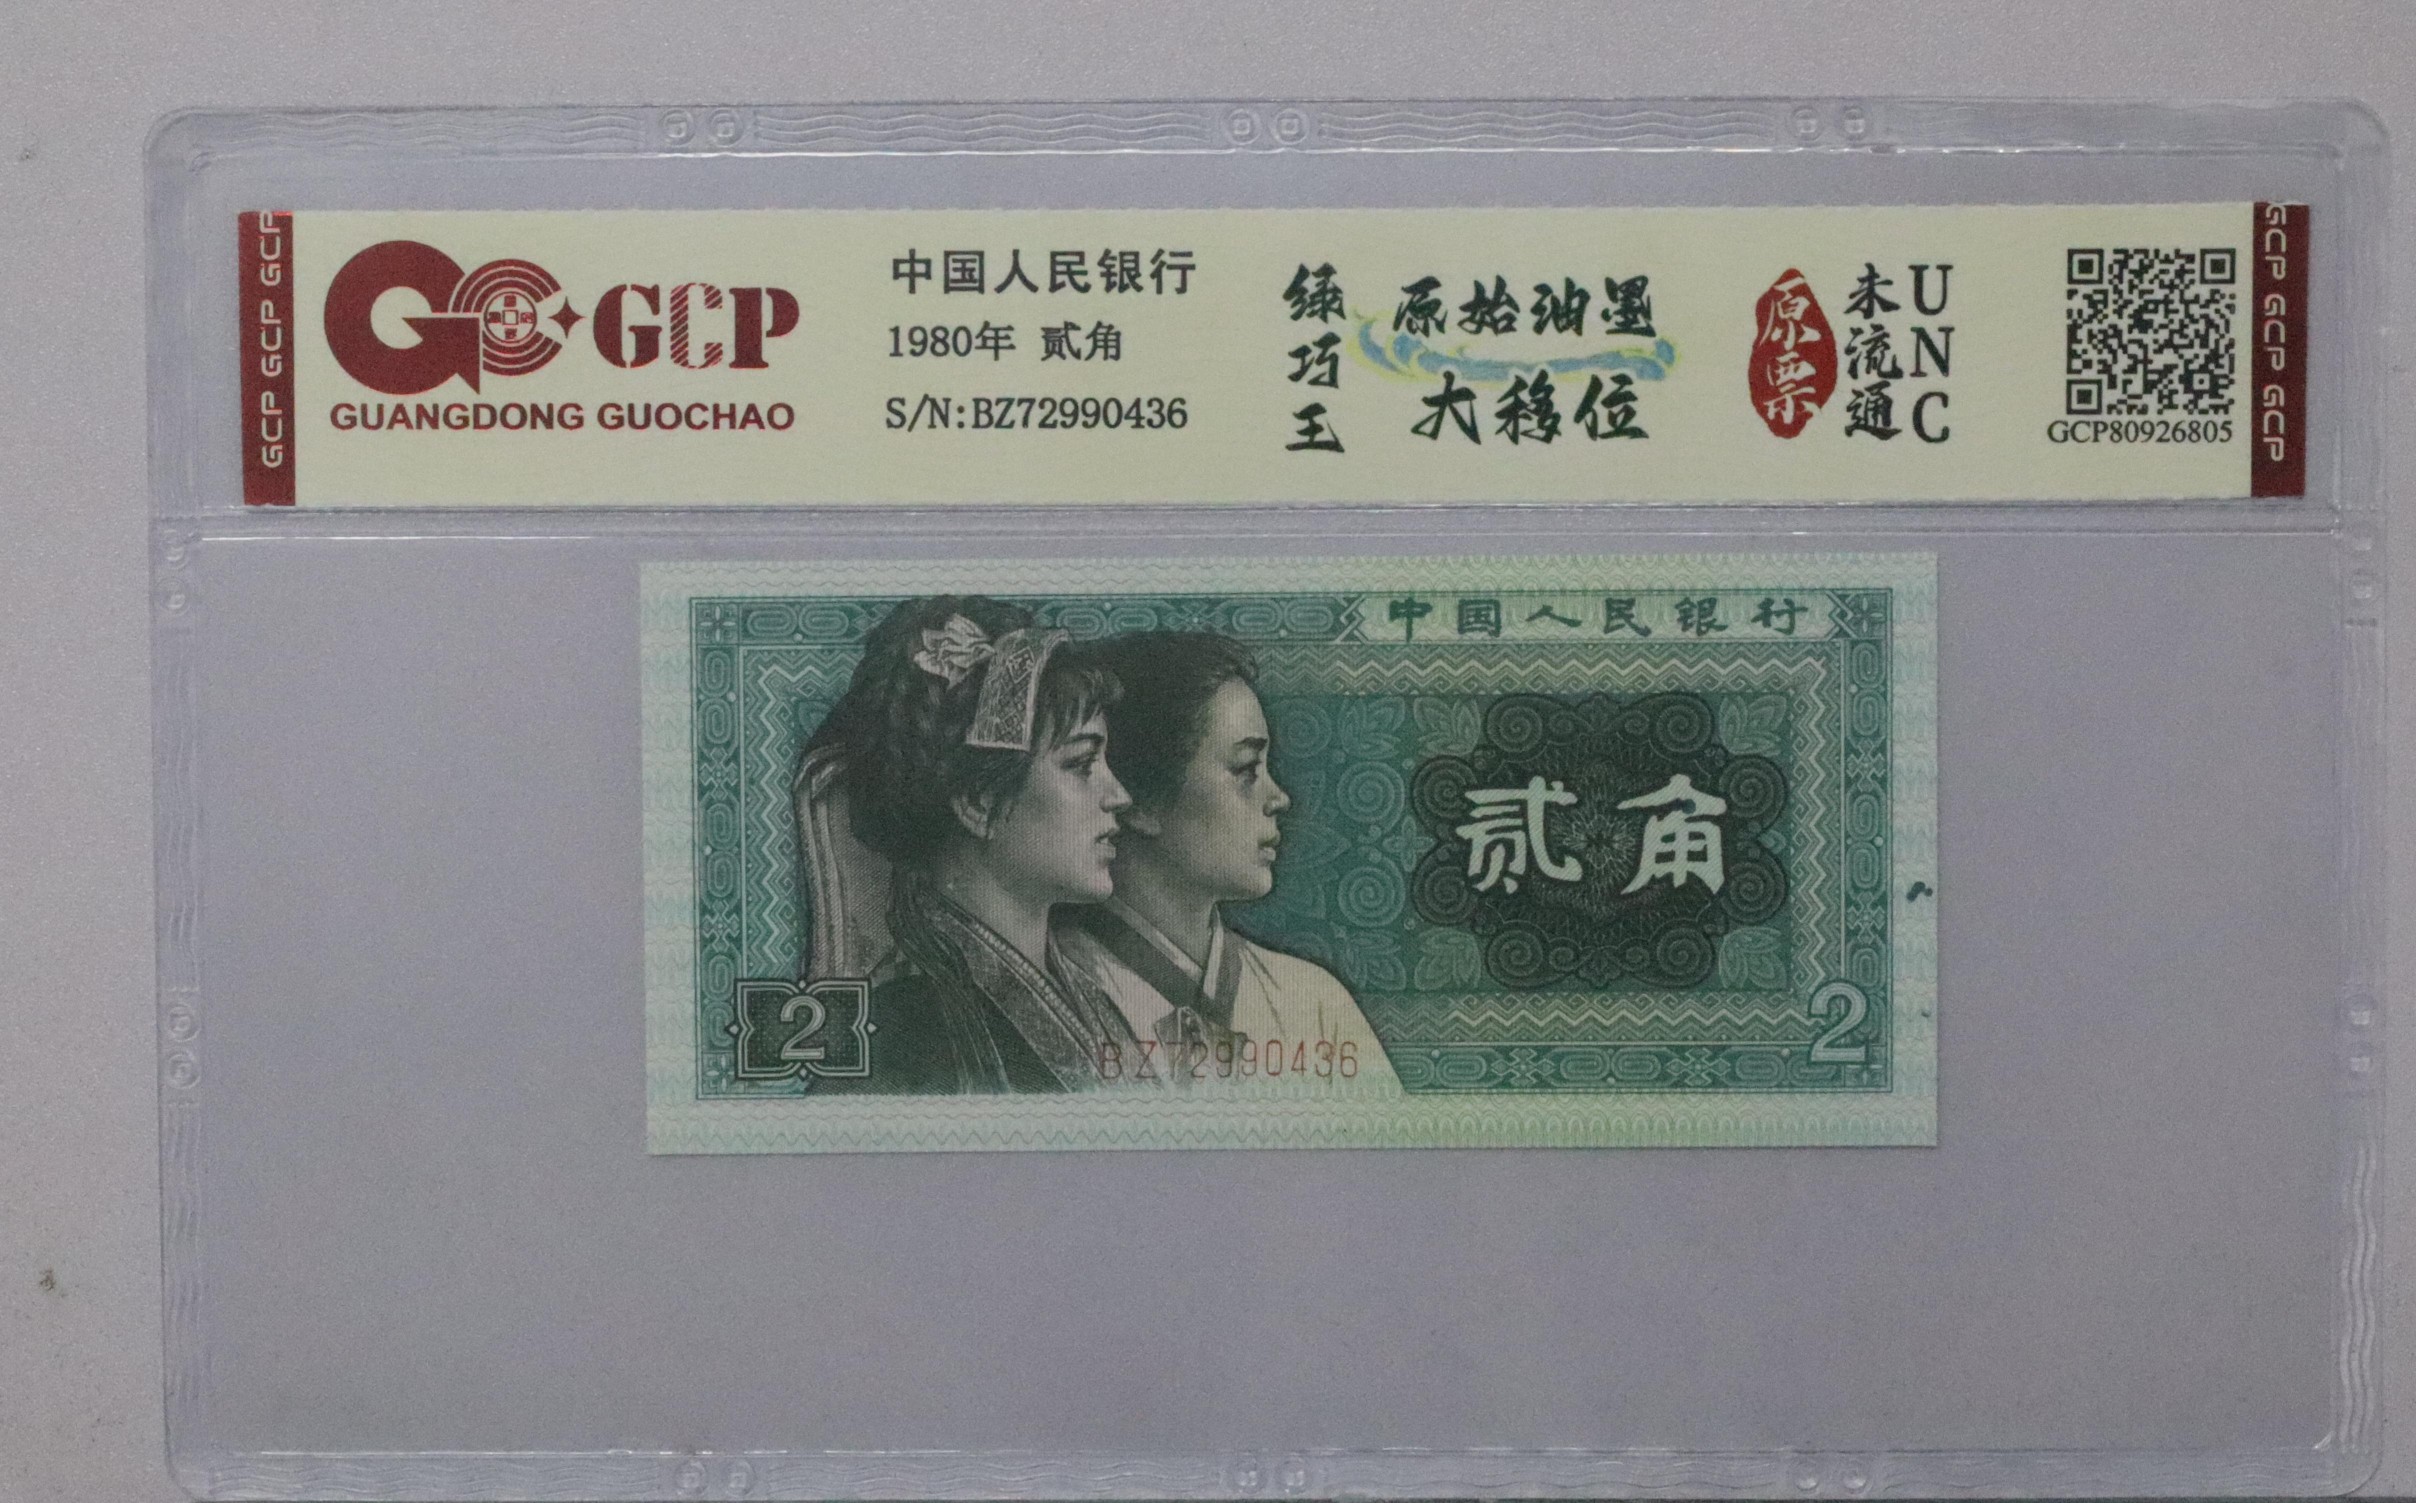 GCP GCP GCP
GCP
GUANGDONG GUOCHAO
中国人民银行
1980年 贰角
S/N:BZ72990436
绿巧王
原始油墨
大移位
原票
未流通
UNC
GCP80926805
GCP GCP GCP
中国人民银行
贰角
2
2
BZ72990436